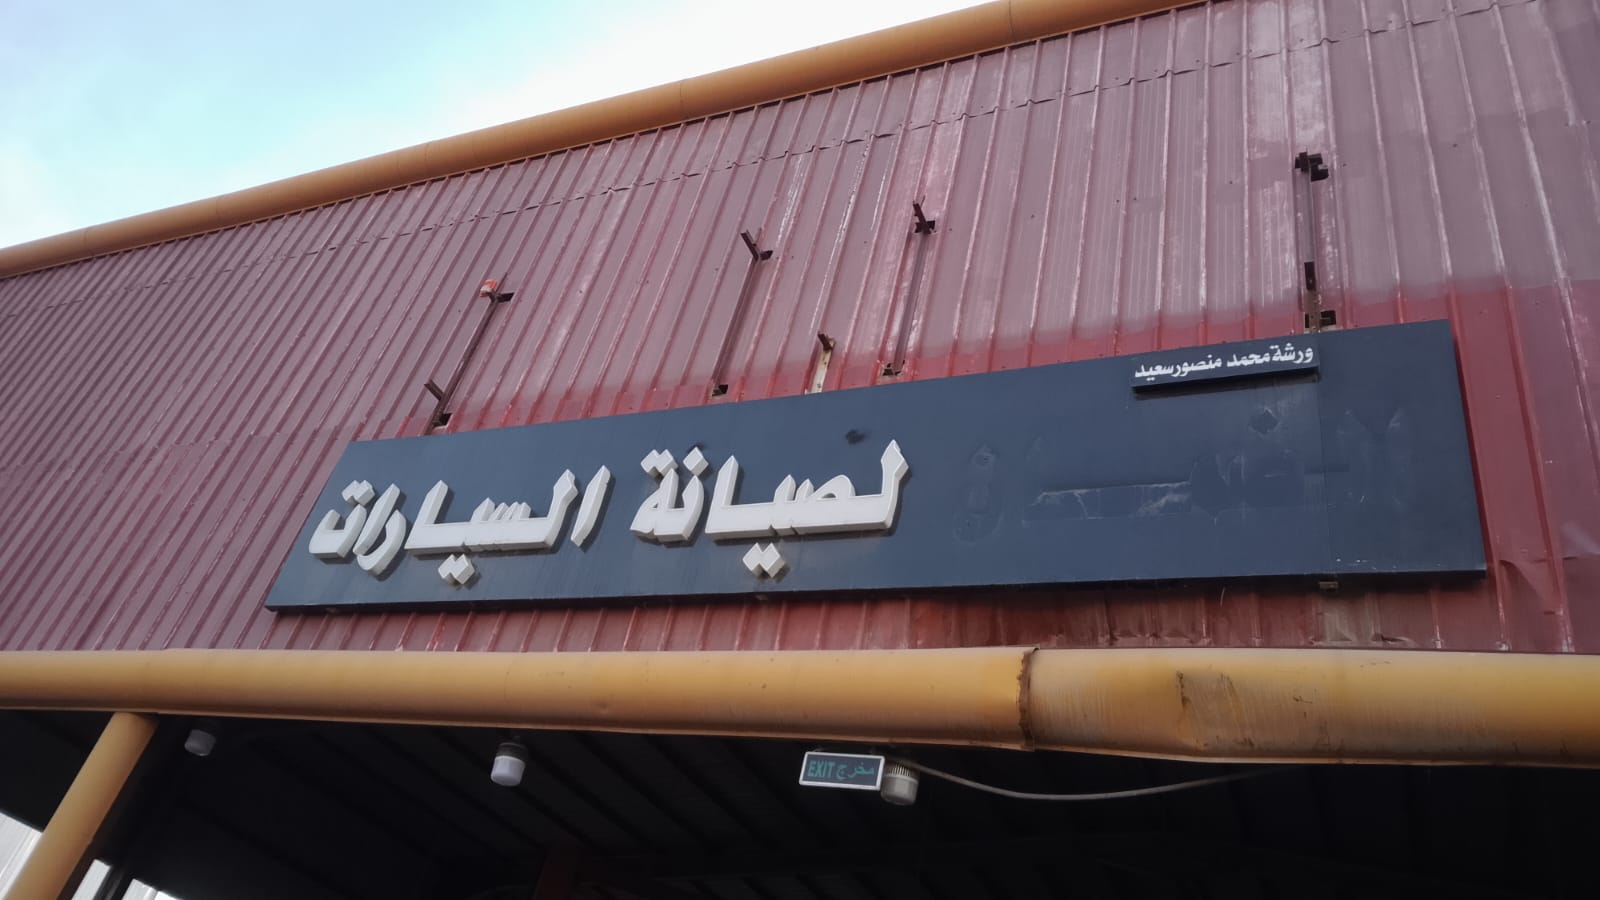 ورشة محمد منصور سعيد
لصيانة السيارات
EXIT مخرج